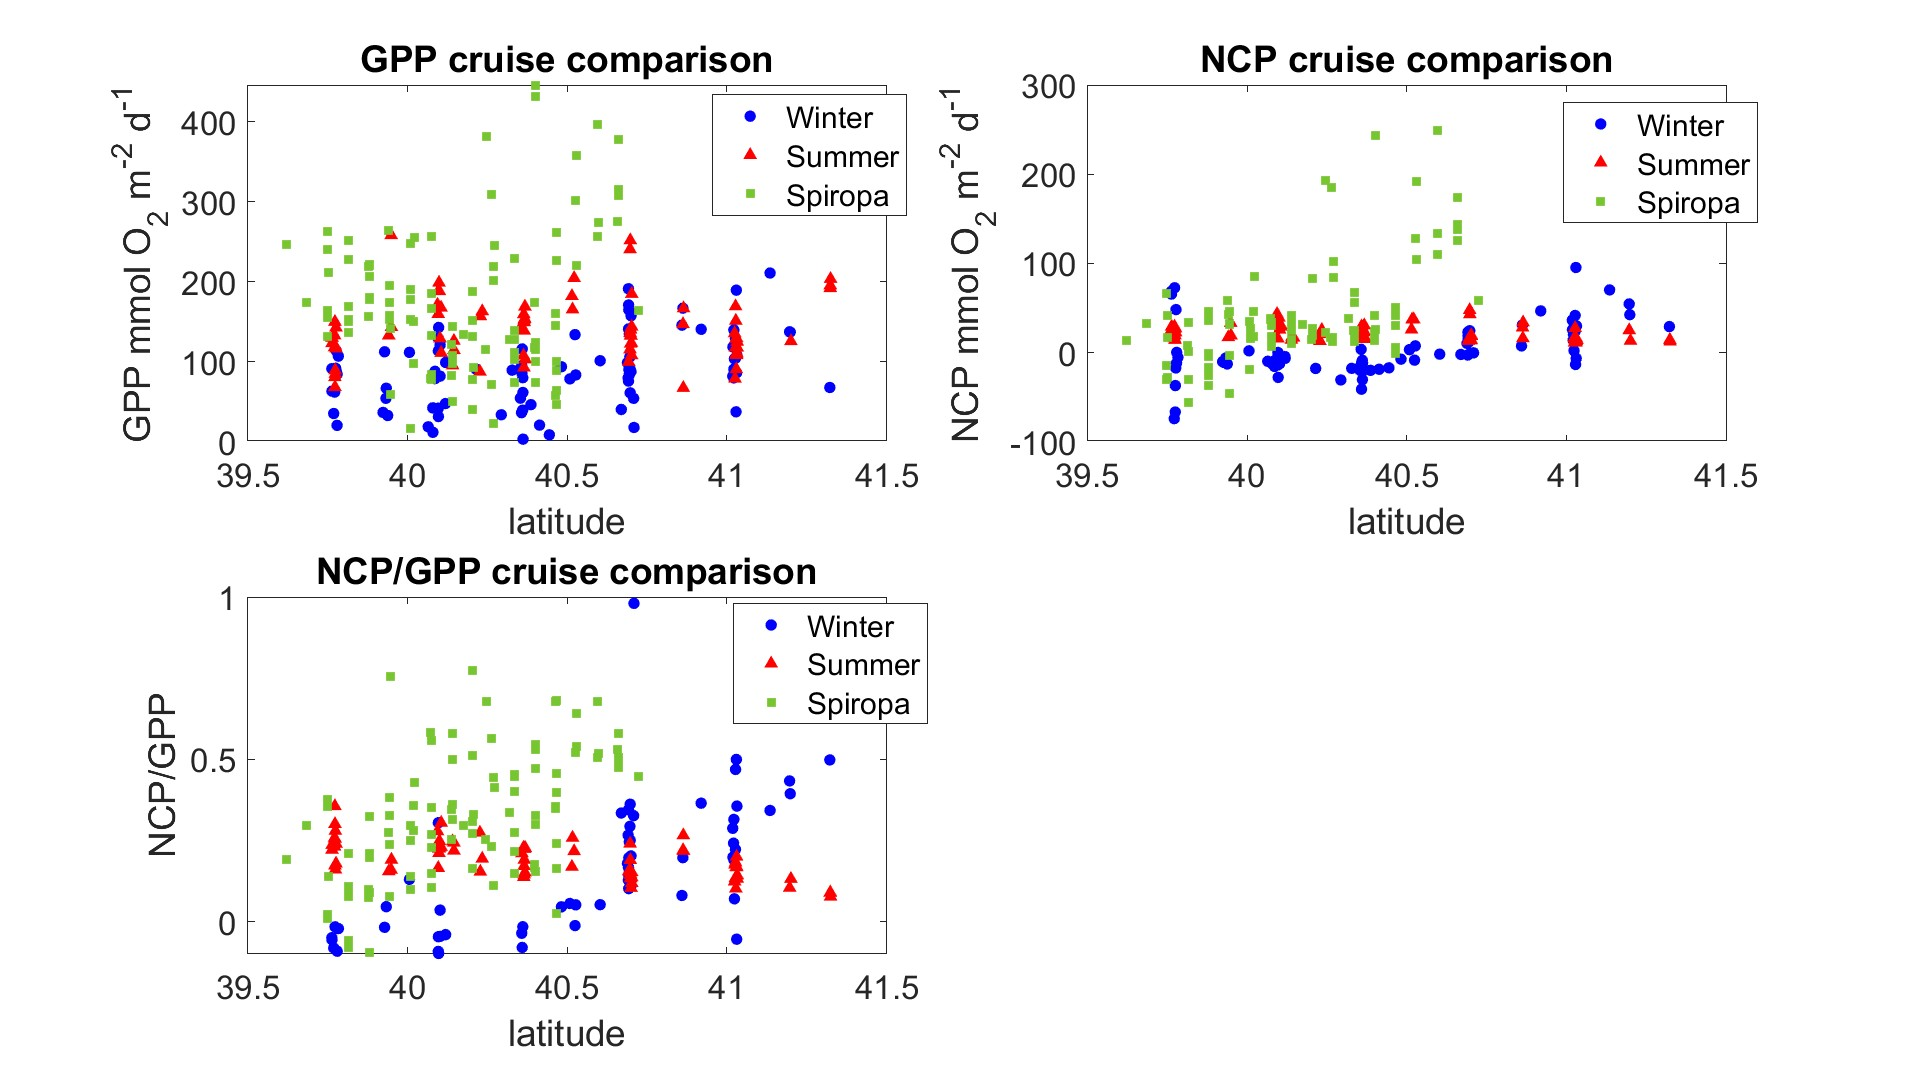 GPP cruise comparison
GPP mmol O2 m-2 d-1
400
300
200
100
0
39.5 40 40.5 41 41.5
latitude
Winter
Summer
Spiropa
NCP cruise comparison
NCP mmol O2 m-2 d-1
300
200
100
0
-100
39.5 40 40.5 41 41.5
latitude
Winter
Summer
Spiropa
NCP/GPP cruise comparison
NCP/GPP
1
0.5
0
39.5 40 40.5 41 41.5
latitude
Winter
Summer
Spiropa